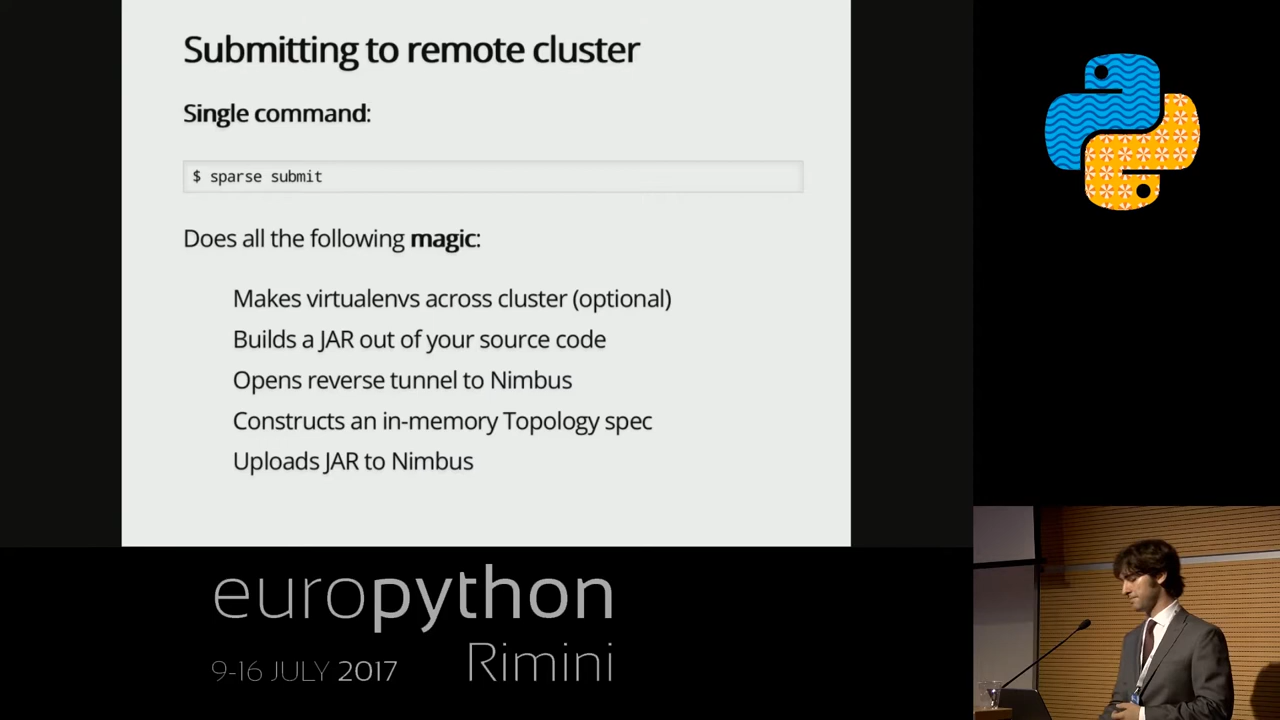 Submitting to remote cluster
Single command:
$ sparse submit
Does all the following magic:
Makes virtualenvs across cluster (optional)
Builds a JAR out of your source code
Opens reverse tunnel to Nimbus
Constructs an in-memory Topology spec
Uploads JAR to Nimbus
europython
9-16 JULY 2017 Rimini